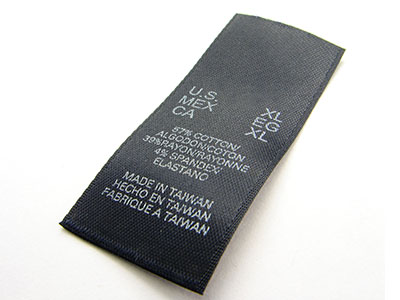 U.S. XL
MEX EG
CA XL
57% COTTON/
ALGODON/COTON
39%RAYON/RAYONNE
4% SPANDEX/
ELASTANO
MADE IN TAIWAN
HECHO EN TAIWAN
FABRIQUE A TAIWAN